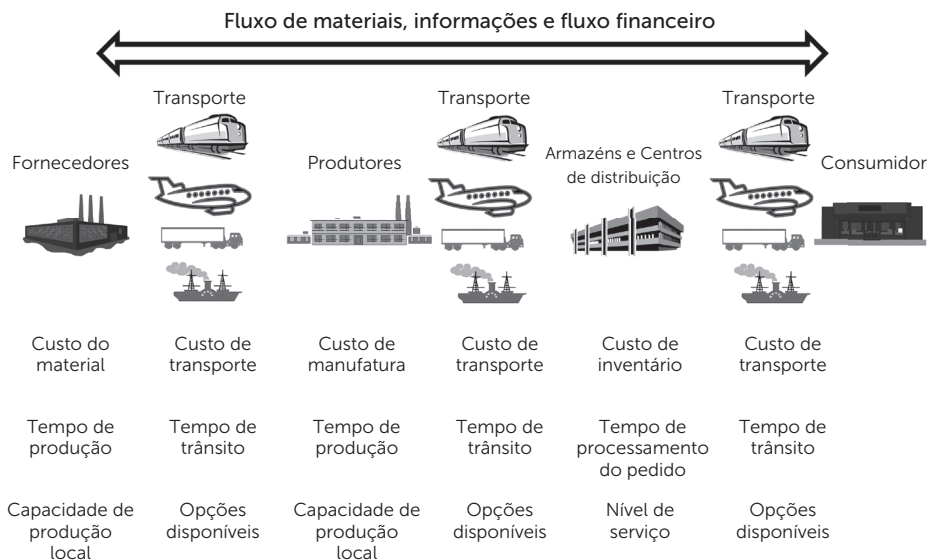 Fluxo de materiais, informações e fluxo financeiro
Transporte
Transporte
Transporte
Fornecedores
Produtores
Armazéns e Centros
de distribuição
Consumidor
Custo do
material
Custo de
transporte
Custo de
manufatura
Custo de
transporte
Custo de
inventário
Custo de
transporte
Tempo de
produção
Tempo de
trânsito
Tempo de
produção
Tempo de
trânsito
Tempo de
processamento
do pedido
Tempo de
trânsito
Capacidade de
produção
local
Opções
disponíveis
Capacidade de
produção
local
Opções
disponíveis
Nível de
serviço
Opções
disponíveis